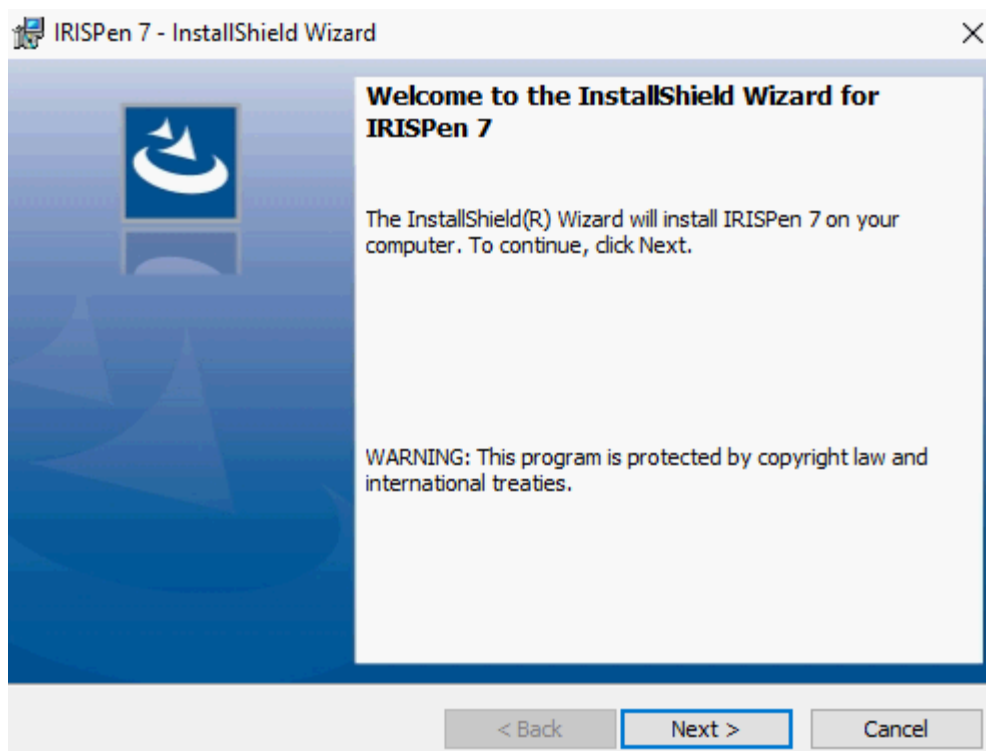 IRISPen 7 - InstallShield Wizard
Welcome to the InstallShield Wizard for
IRISPen 7
The InstallShield(R) Wizard will install IRISPen 7 on your
computer. To continue, click Next.
WARNING: This program is protected by copyright law and
international treaties.
< Back
Next >
Cancel